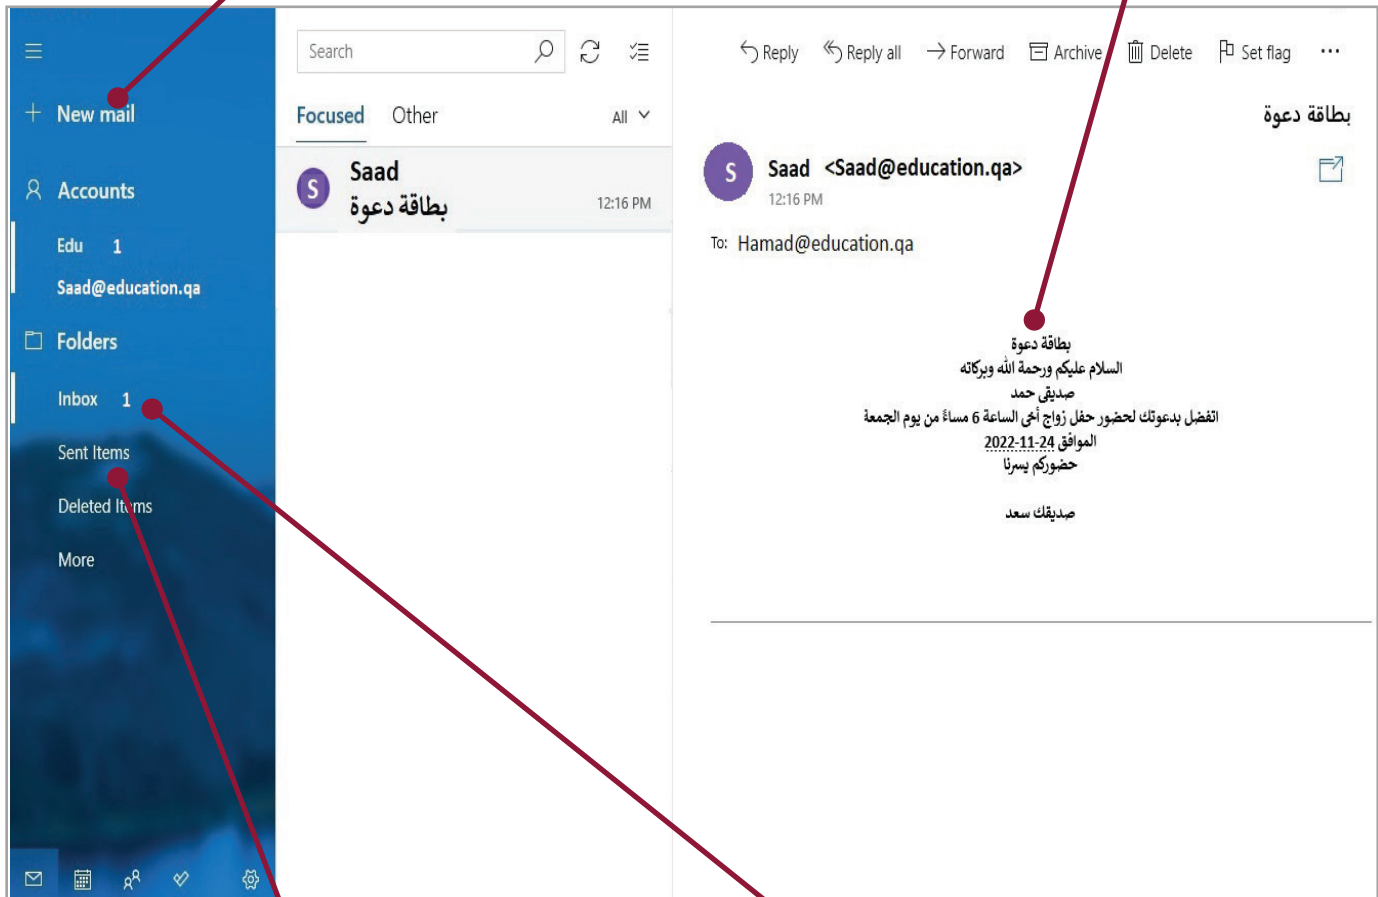 New mail
Accounts
Edu 1
Saad@education.qa
Folders
Inbox 1
Sent Items
Deleted Items
More
Search
Focused Other All
Saad
بطاقة دعوة
12:16 PM
Reply Reply all Forward Archive Delete Set flag ...
بطاقة دعوة
S
S
Saad <Saad@education.qa>
12:16 PM
To: Hamad@education.qa
بطاقة دعوة
السلام عليكم ورحمة الله وبركاته
صديقي حمد
اتفضل بدعوتك لحضور حفل زواج أخى الساعة 6 مساءً من يوم الجمعة
الموافق 24-11-2022
حضوركم يسرنا
صديقك سعد